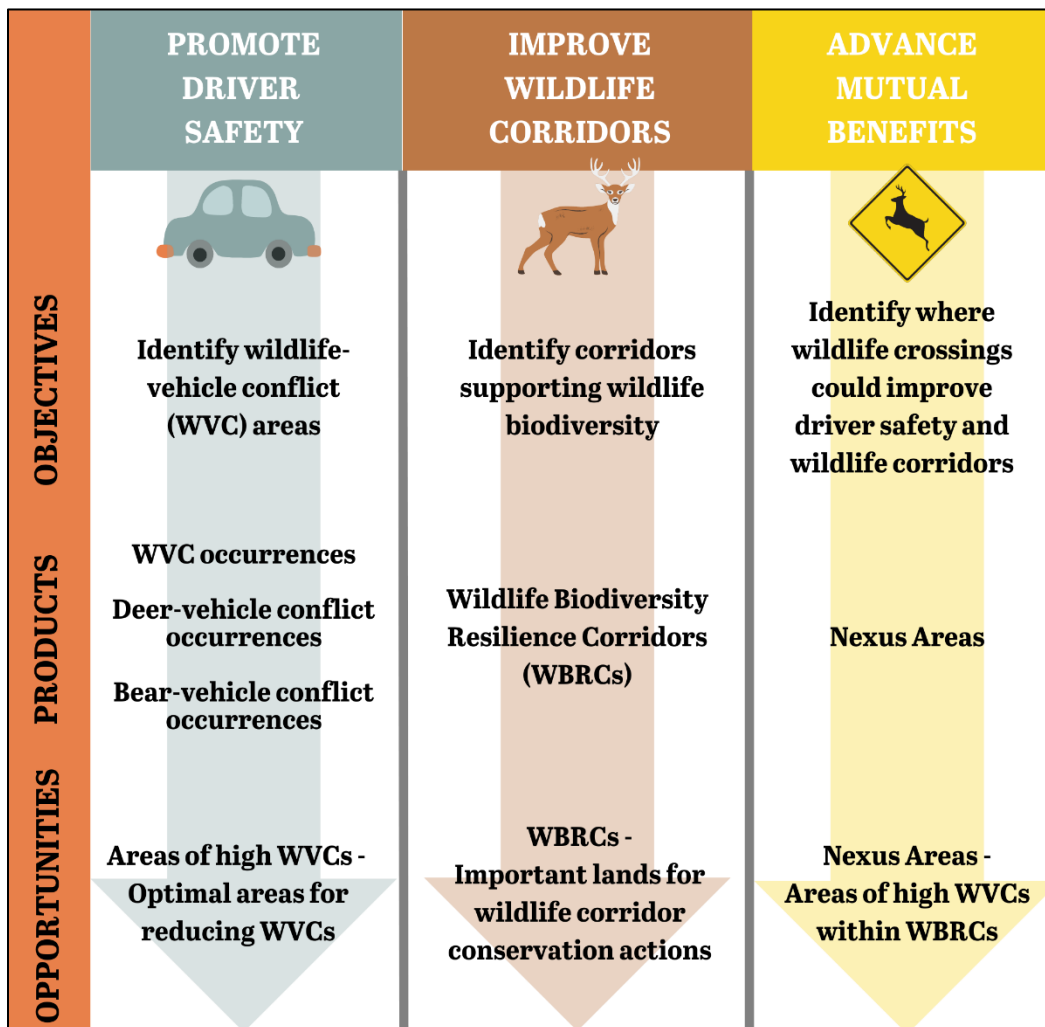 PROMOTE
DRIVER
SAFETY
IMPROVE
WILDLIFE
CORRIDORS
ADVANCE
MUTUAL
BENEFITS
OBJECTIVES
Identify wildlife-
vehicle conflict
(WVC) areas
Identify corridors
supporting wildlife
biodiversity
Identify where
wildlife crossings
could improve
driver safety and
wildlife corridors
PRODUCTS
WVC occurrences
Deer-vehicle conflict
occurrences
Bear-vehicle conflict
occurrences
Wildlife Biodiversity
Resilience Corridors
(WBRCs)
Nexus Areas
OPPORTUNITIES
Areas of high WVCs -
Optimal areas for
reducing WVCs
WBRCs -
Important lands for
wildlife corridor
conservation actions
Nexus Areas -
Areas of high WVCs
within WBRCs